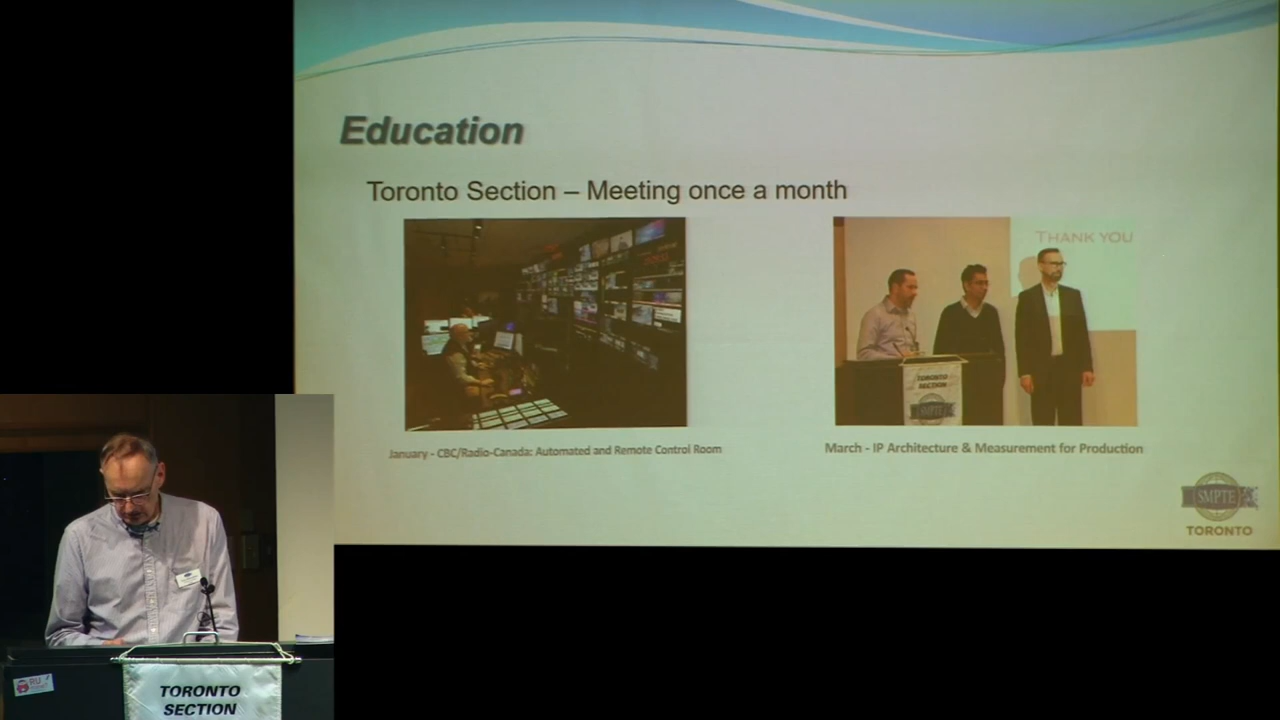 Education
Toronto Section – Meeting once a month
THANK YOU
TORONTO
SECTION
SMPTE
January - CBC/Radio-Canada: Automated and Remote Control Room
March - IP Architecture & Measurement for Production
SMPTE
TORONTO
RU
TORONTO
SECTION